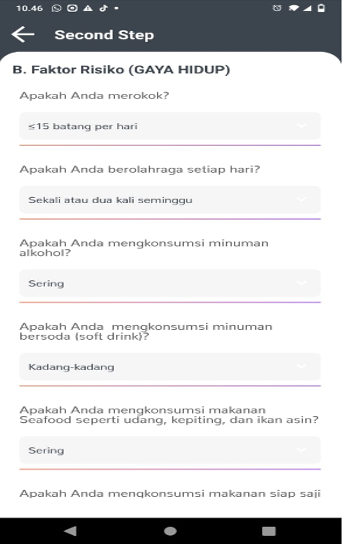 10.46
Second Step
B. Faktor Risiko (GAYA HIDUP)
Apakah Anda merokok?
≤15 batang per hari
Apakah Anda berolahraga setiap hari?
Sekali atau dua kali seminggu
Apakah Anda mengkonsumsi minuman
alkohol?
Sering
Apakah Anda mengkonsumsi minuman
bersoda (soft drink)?
Kadang-kadang
Apakah Anda mengkonsumsi makanan
Seafood seperti udang, kepiting, dan ikan asin?
Sering
Apakah Anda mengkonsumsi makanan siap saji